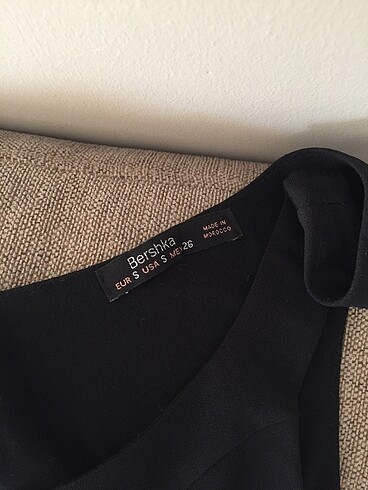 Bershka
EUR S USA S MEX 26
MADE IN
MOROCCO